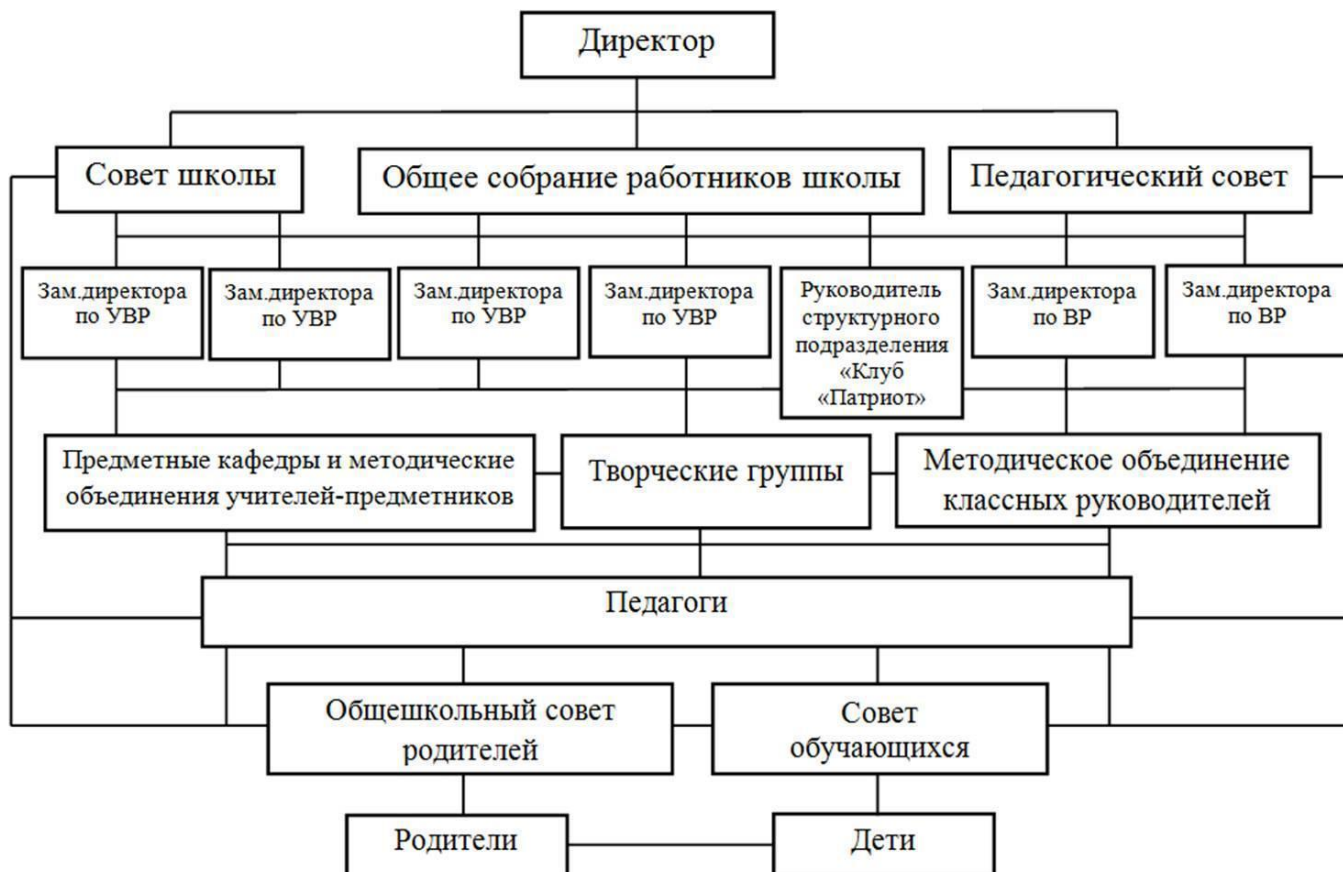 Директор
Совет школы
Общее собрание работников школы
Педагогический совет
Зам.директора
по УВР
Зам.директора
по УВР
Зам.директора
по УВР
Зам.директора
по УВР
Руководитель
структурного
подразделения
«Клуб
«Патриот»
Зам.директора
по ВР
Зам.директора
по ВР
Предметные кафедры и методические
объединения учителей-предметников
Творческие группы
Методическое объединение
классных руководителей
Педагоги
Общешкольный совет
родителей
Совет
обучающихся
Родители
Дети